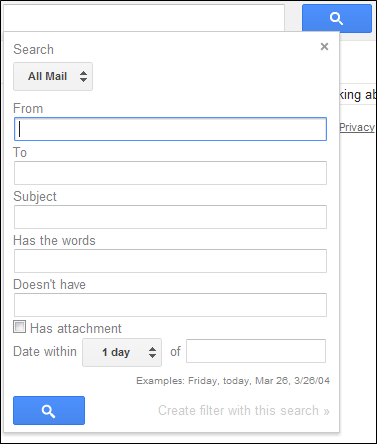 Search ×
All Mail
king ab
From
Privacy
To
Subject
Has the words
Doesn't have
Has attachment
Date within 1 day of
Examples: Friday, today, Mar 26, 3/26/04
Create filter with this search »